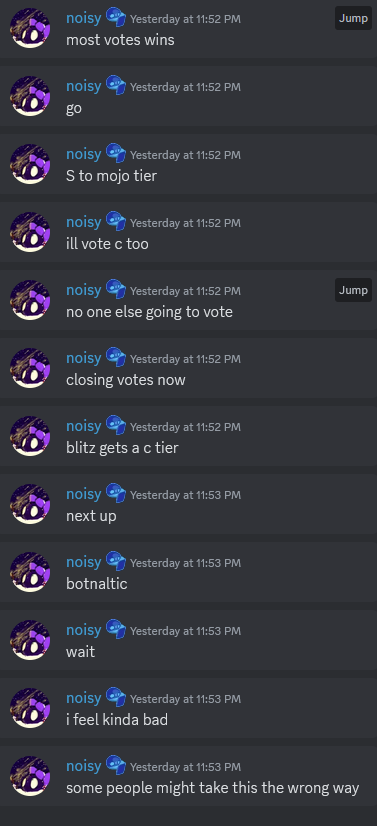 noisy Yesterday at 11:52 PM Jump
most votes wins
noisy Yesterday at 11:52 PM
go
noisy Yesterday at 11:52 PM
S to mojo tier
noisy Yesterday at 11:52 PM
ill vote c too
noisy Yesterday at 11:52 PM Jump
no one else going to vote
noisy Yesterday at 11:52 PM
closing votes now
noisy Yesterday at 11:52 PM
blitz gets a c tier
noisy Yesterday at 11:53 PM
next up
noisy Yesterday at 11:53 PM
botnaltic
noisy Yesterday at 11:53 PM
wait
noisy Yesterday at 11:53 PM
i feel kinda bad
noisy Yesterday at 11:53 PM
some people might take this the wrong way